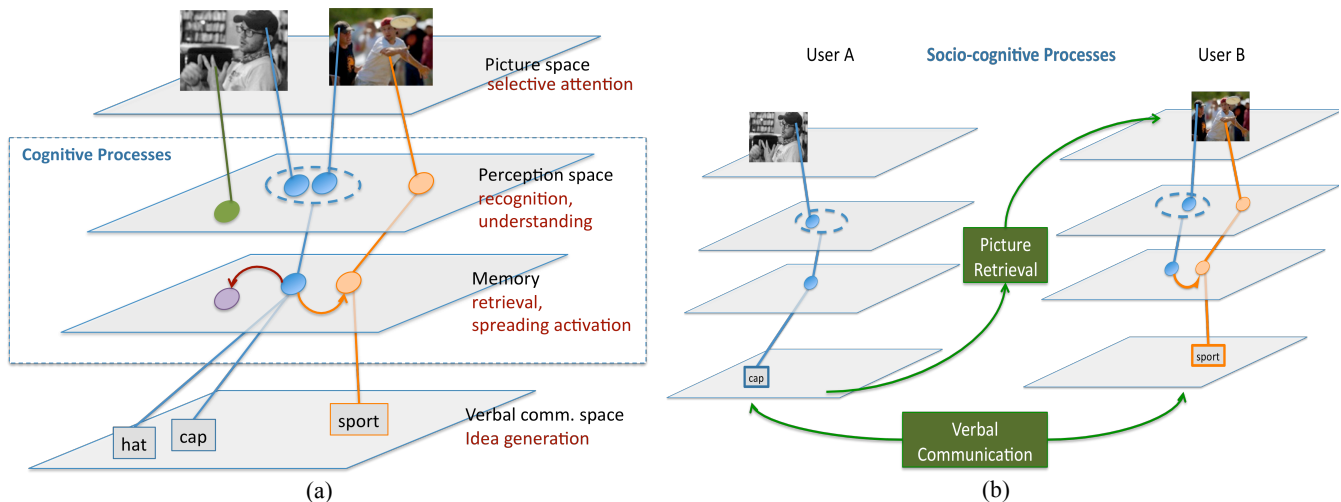 Picture space
selective attention
Cognitive Processes
Perception space
recognition,
understanding
Memory
retrieval,
spreading activation
hat
cap
sport
Verbal comm. space
Idea generation
(a)
User A
Socio-cognitive Processes
User B
Picture
Retrieval
cap
sport
Verbal
Communication
(b)